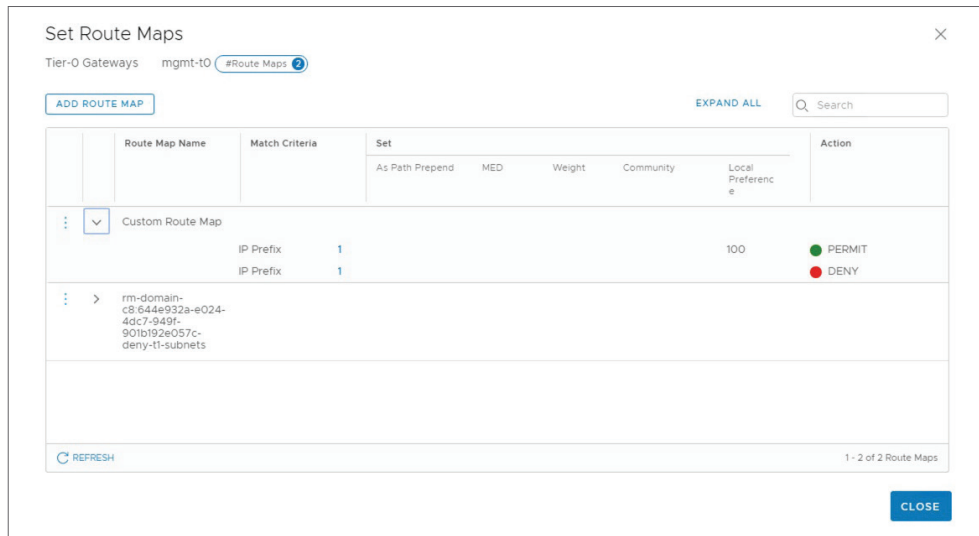 Set Route Maps
Tier-0 Gateways mgmt-t0 #Route Maps 2
ADD ROUTE MAP EXPAND ALL Search
Route Map Name Match Criteria Set Action
As Path Prepend MED Weight Community Local
Preferenc
e
Custom Route Map
IP Prefix 1 100 PERMIT
IP Prefix 1 DENY
rm-domain-
c8:644e932a-e024-
4dc7-949f-
901b192e057c-
deny-t1-subnets
REFRESH 1 - 2 of 2 Route Maps
CLOSE